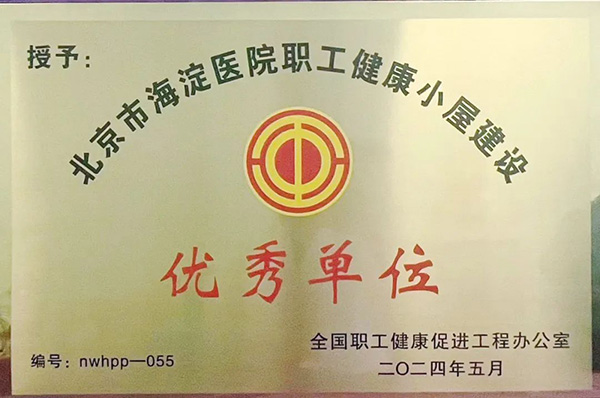 授予：
北京市海淀医院职工健康小屋建设
优秀单位
编号：nwhpp—055
全国职工健康促进工程办公室
二〇二四年五月